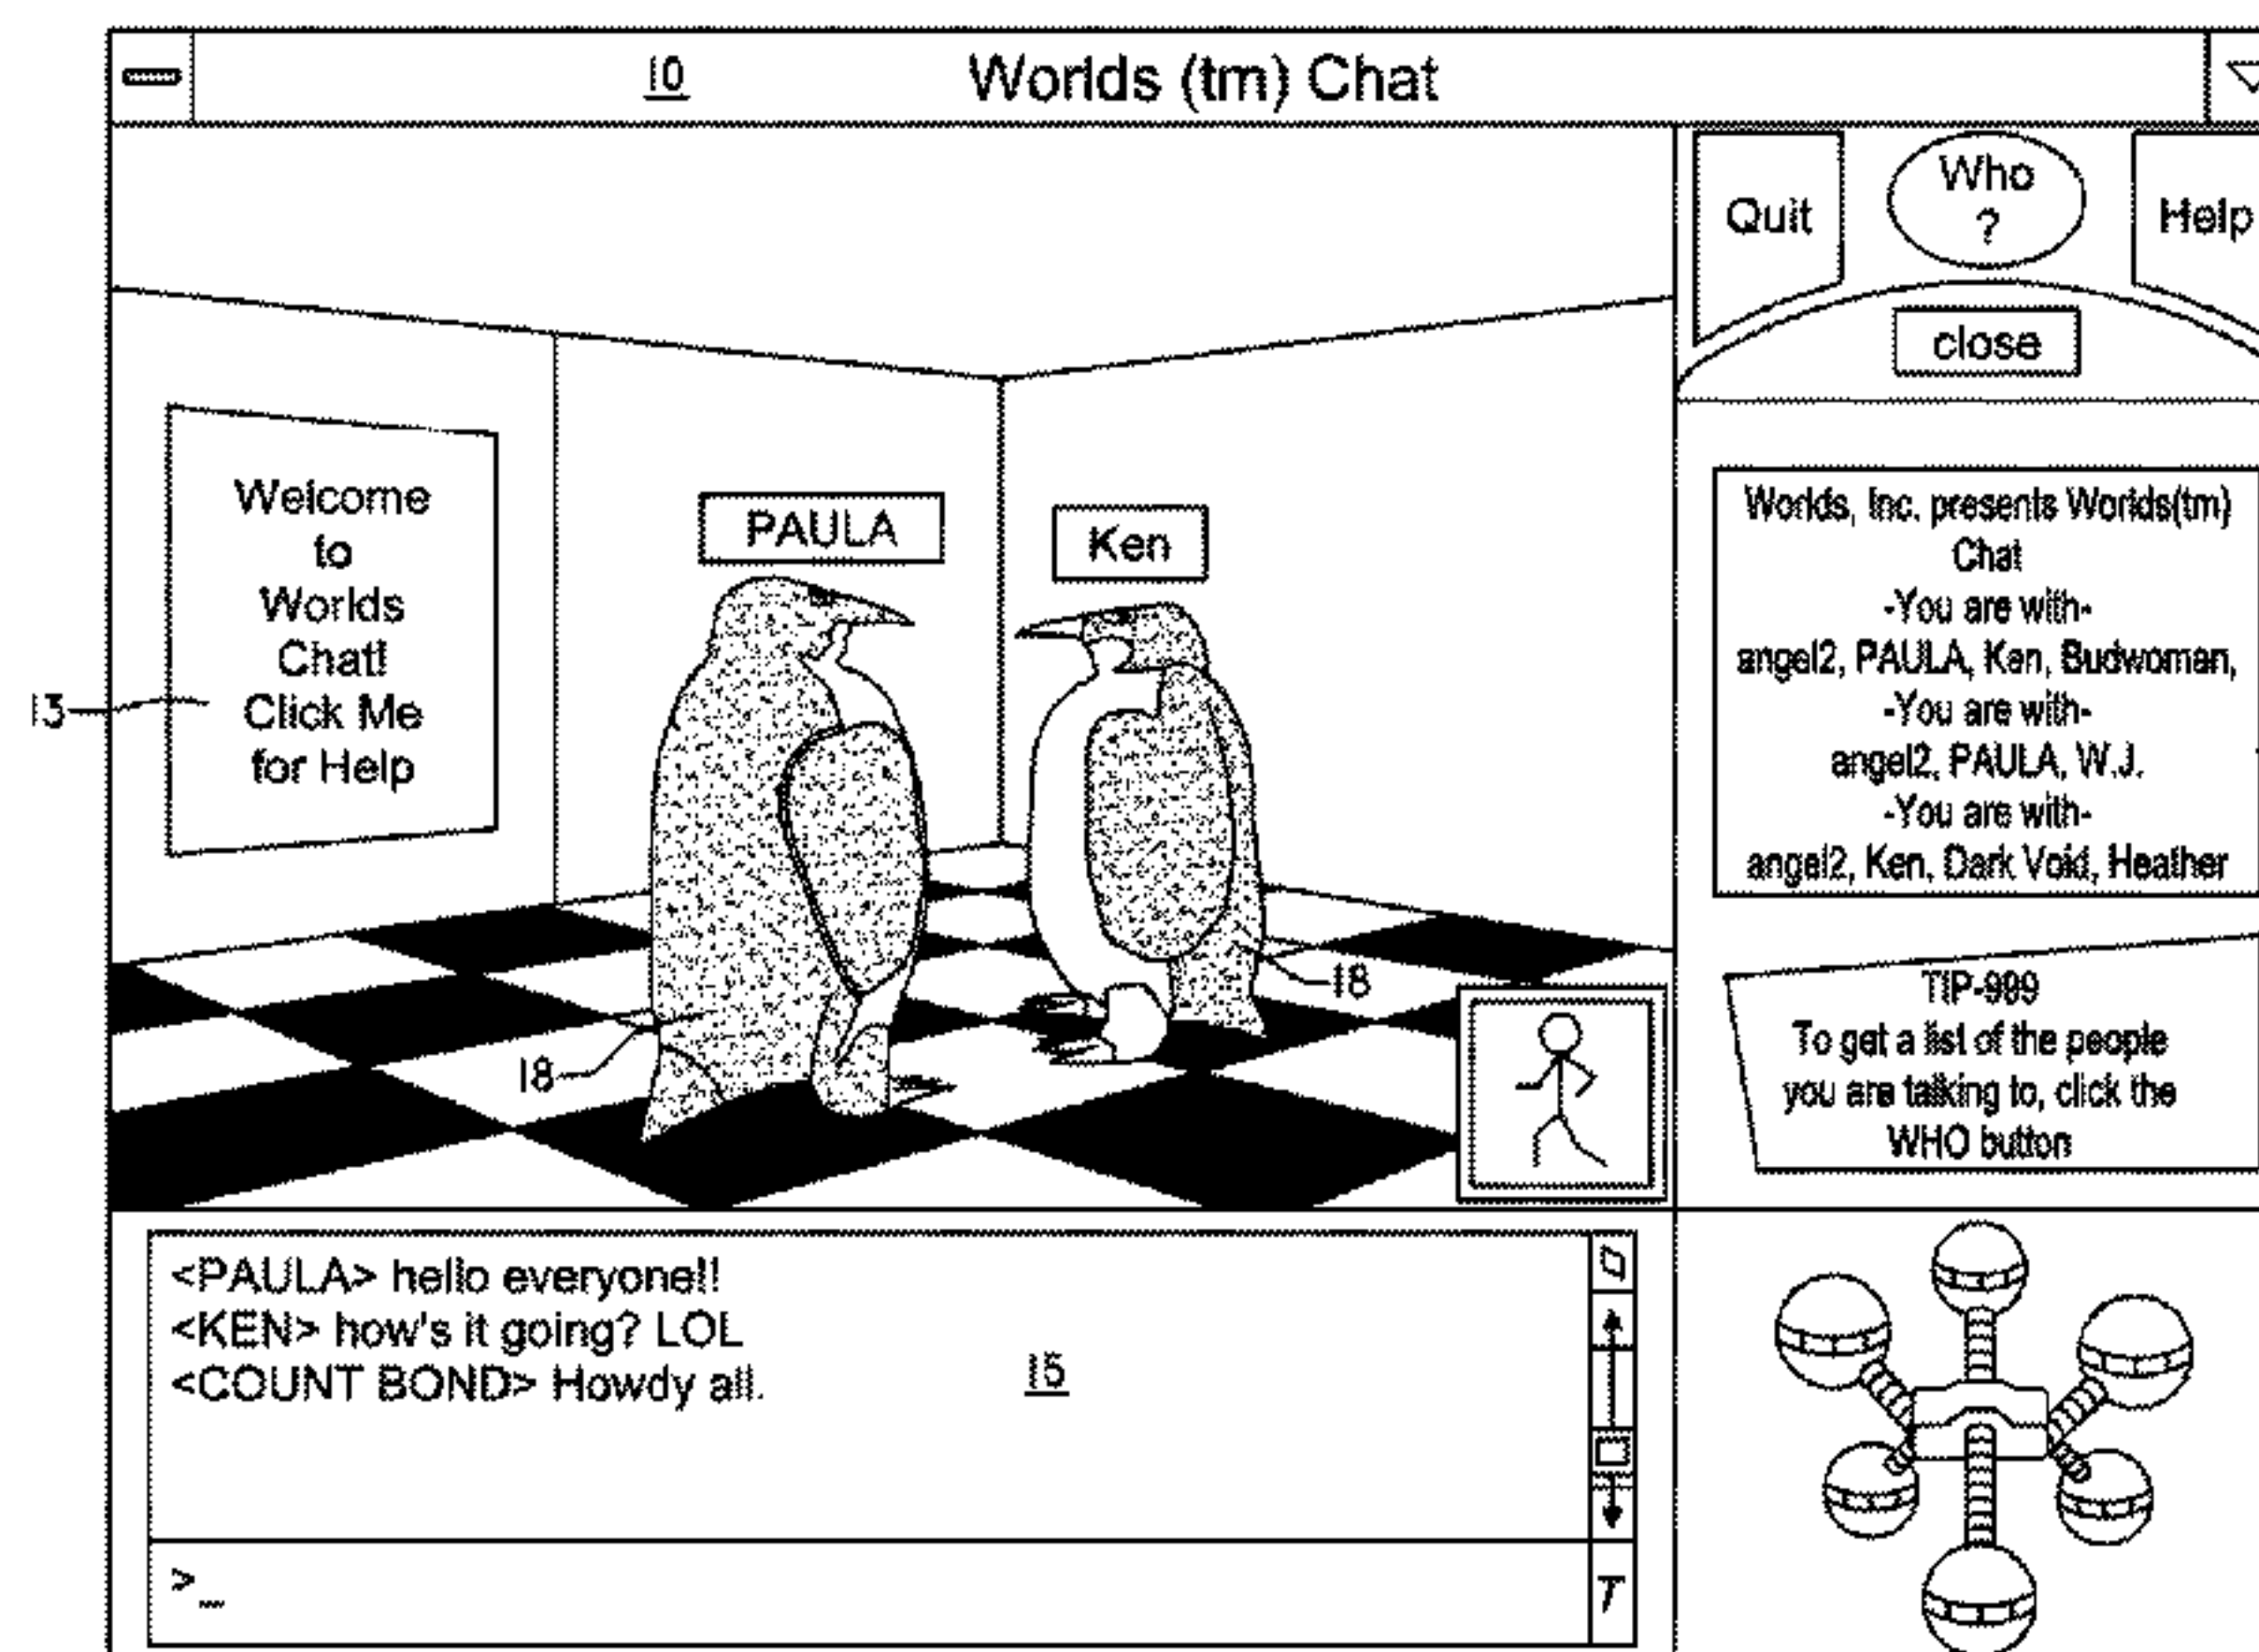 10
Worlds (tm) Chat
Quit
Who
?
Help
close
Welcome
to
Worlds
Chat!
Click Me
for Help
13
PAULA
Ken
18
18
Worlds, Inc. presents Worlds(tm)
Chat
-You are with-
angel2, PAULA, Ken, Budwoman,
-You are with-
angel2, PAULA, W.J.
-You are with-
angel2, Ken, Dark Void, Heather
TIP-999
To get a list of the people
you are talking to, click the
WHO button
<PAULA> hello everyone!!
<KEN> how's it going? LOL
<COUNT BOND> Howdy all.
15
>_
T